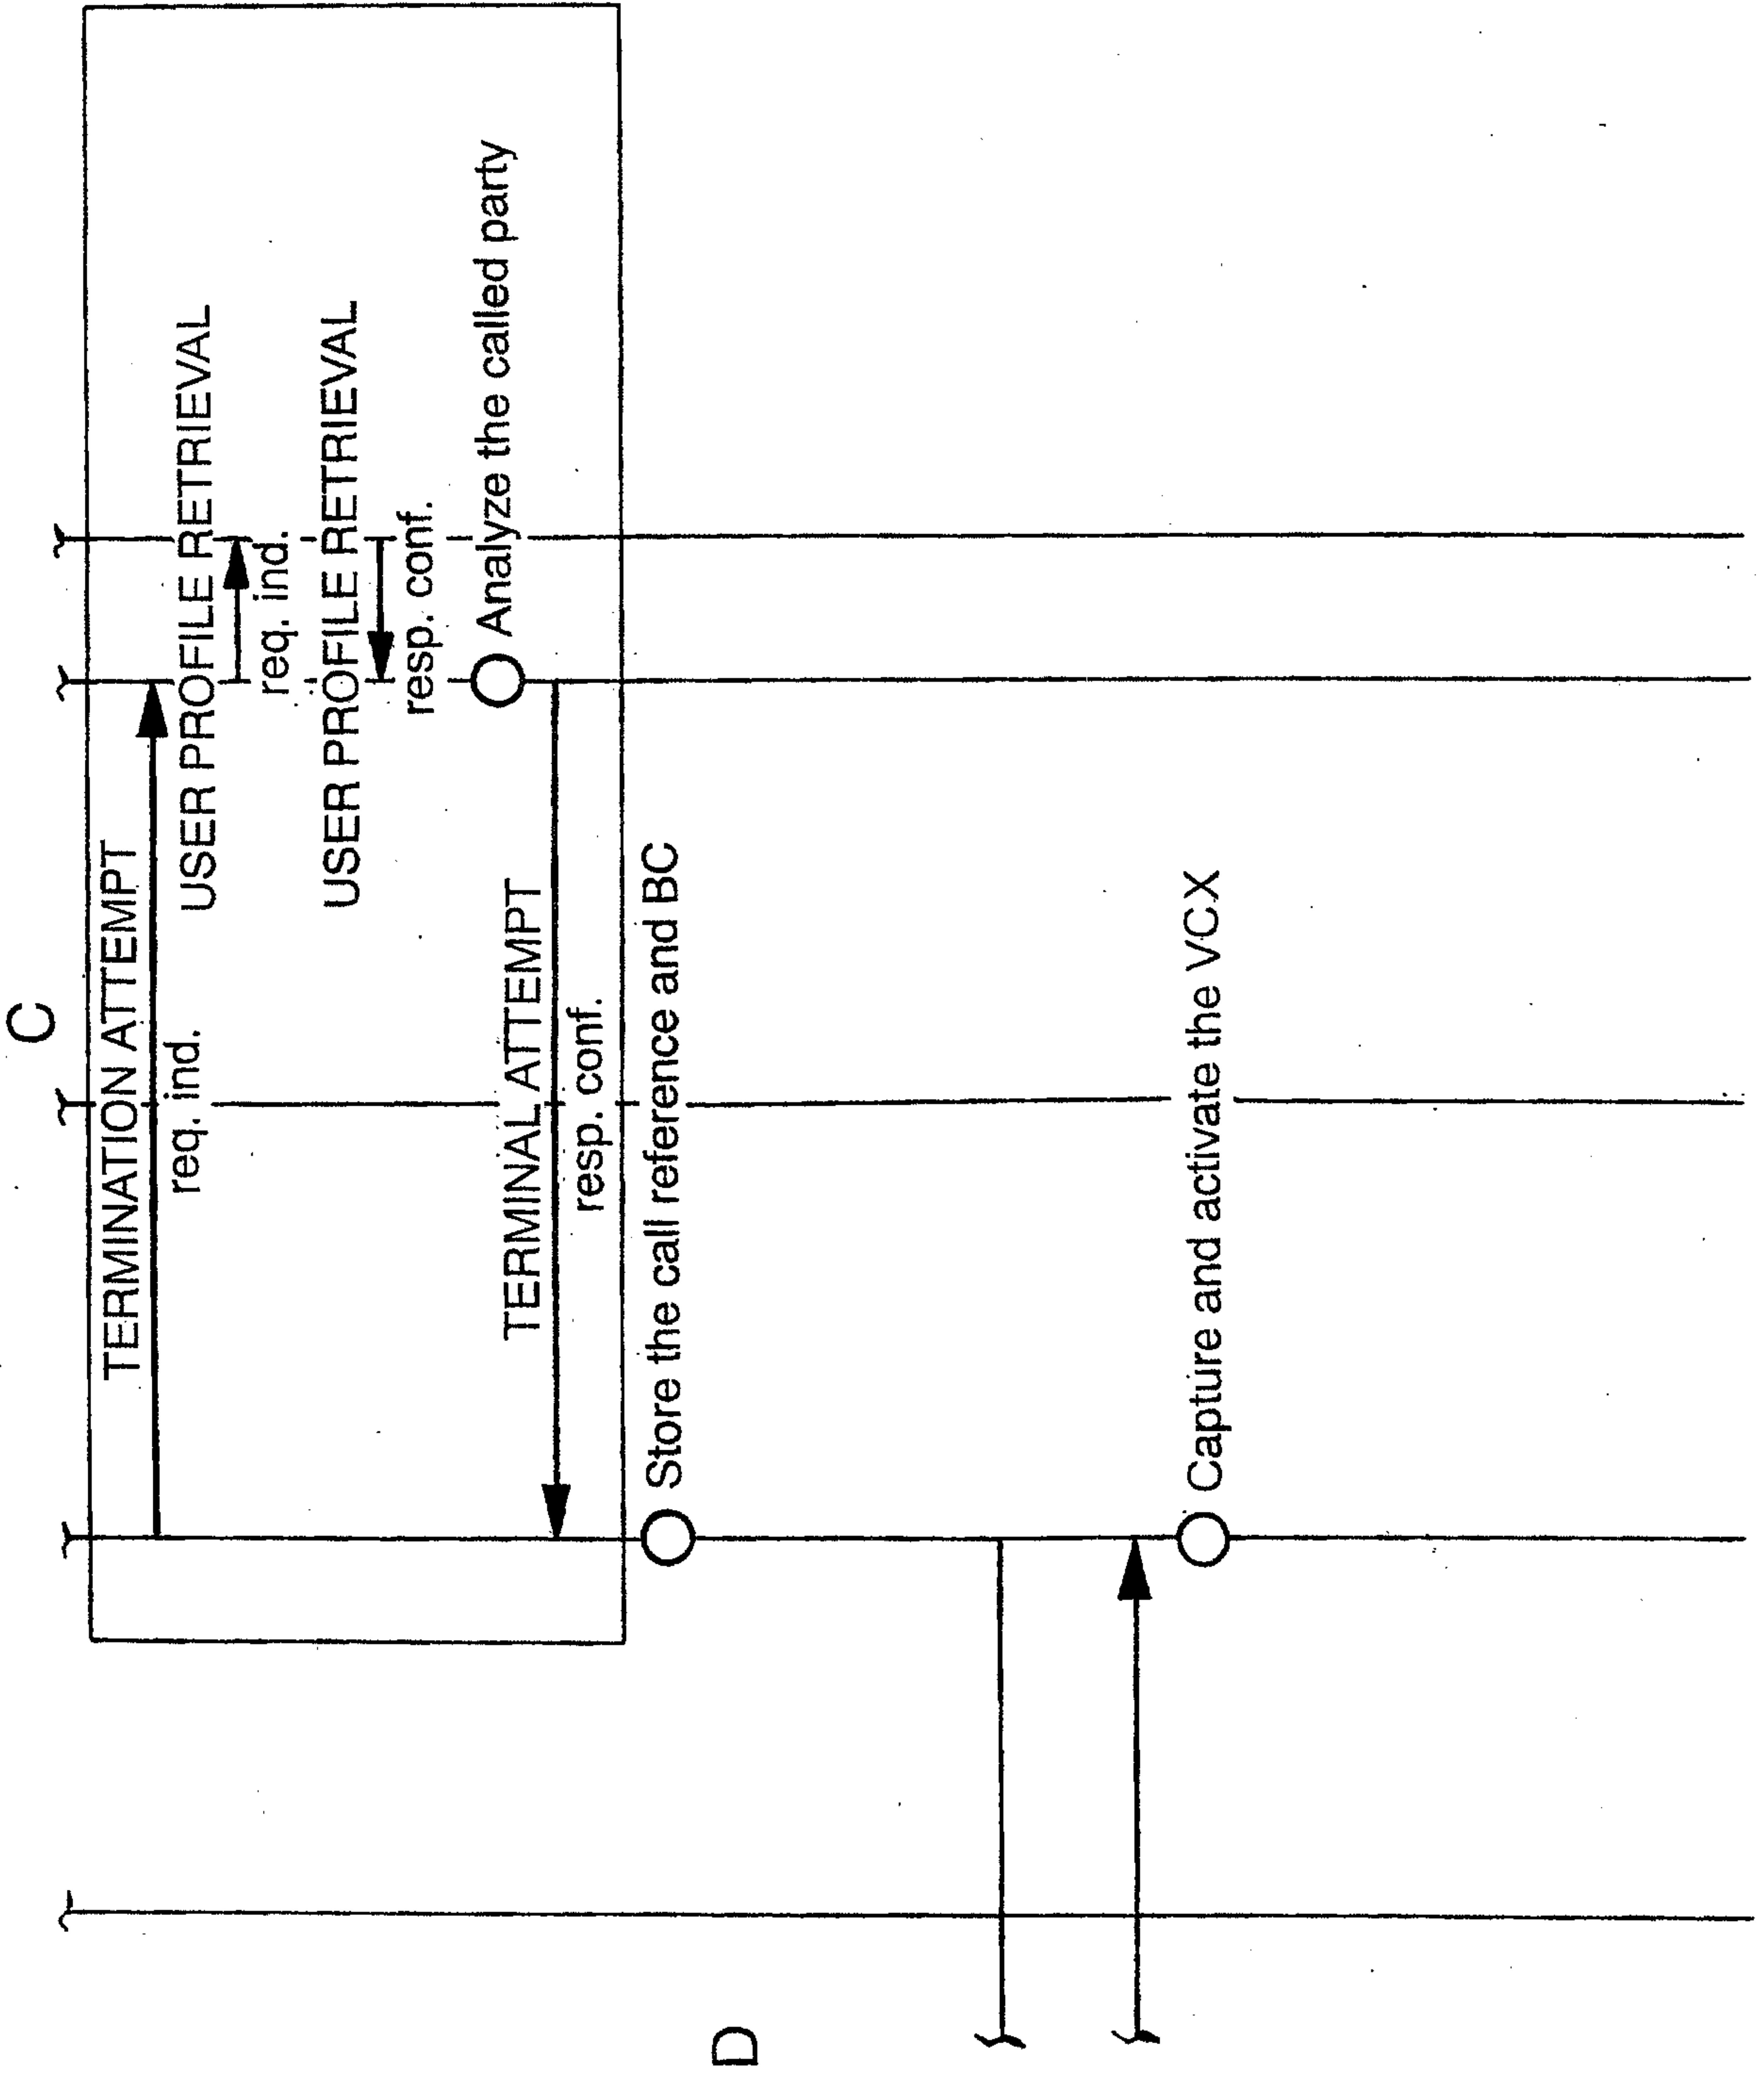 C
TERMINATION ATTEMPT
req. ind.
USER PROFILE RETRIEVAL
req. ind.
USER PROFILE RETRIEVAL
resp. conf.
Analyze the called party
TERMINAL ATTEMPT
resp. conf.
Store the call reference and BC
D
Capture and activate the VCX